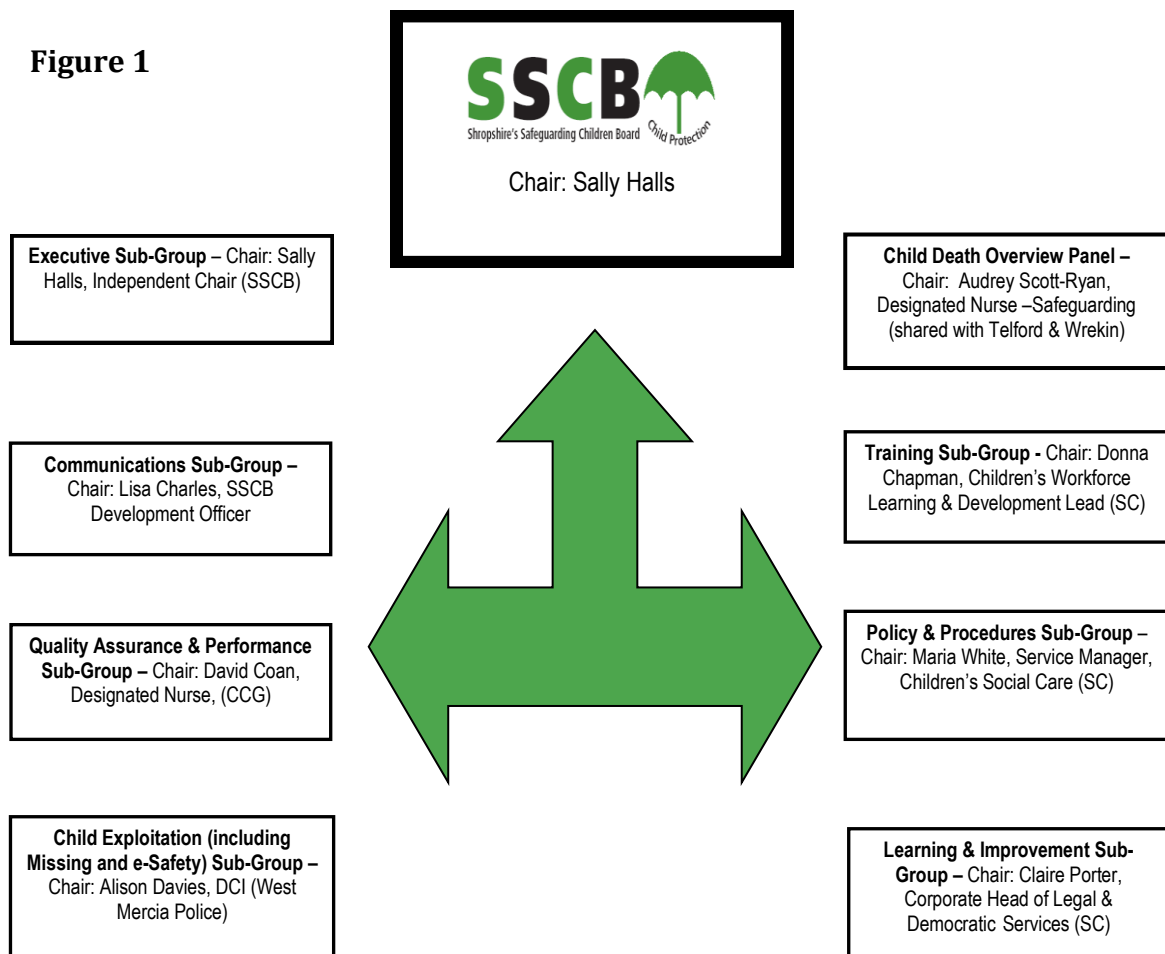 Figure 1
SSCB
Shropshire's Safeguarding Children Board
Child Protection
Chair: Sally Halls
Executive Sub-Group – Chair: Sally
Halls, Independent Chair (SSCB)
Communications Sub-Group –
Chair: Lisa Charles, SSCB
Development Officer
Quality Assurance & Performance
Sub-Group – Chair: David Coan,
Designated Nurse, (CCG)
Child Exploitation (including
Missing and e-Safety) Sub-Group –
Chair: Alison Davies, DCI (West
Mercia Police)
Child Death Overview Panel –
Chair: Audrey Scott-Ryan,
Designated Nurse –Safeguarding
(shared with Telford & Wrekin)
Training Sub-Group - Chair: Donna
Chapman, Children's Workforce
Learning & Development Lead (SC)
Policy & Procedures Sub-Group –
Chair: Maria White, Service Manager,
Children's Social Care (SC)
Learning & Improvement Sub-
Group – Chair: Claire Porter,
Corporate Head of Legal &
Democratic Services (SC)